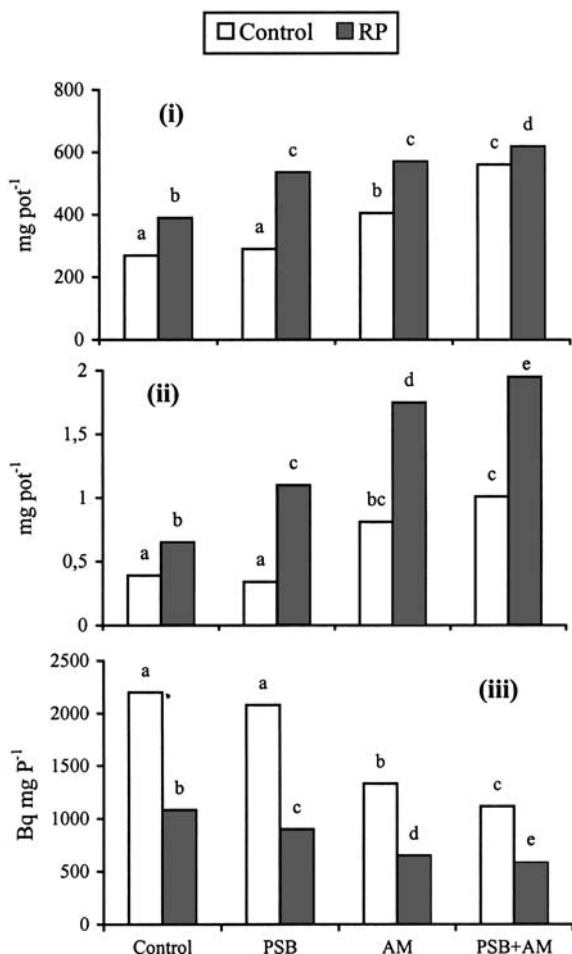 Control RP
(i)
mg pot⁻¹
800
600
400
200
0
a b a c b c c d
(ii)
mg pot⁻¹
2
1,5
1
0,5
0
a b a c bc d c e
(iii)
Bq mg P⁻¹
2500
2000
1500
1000
500
0
a b a c b d c e
Control PSB AM PSB+AM